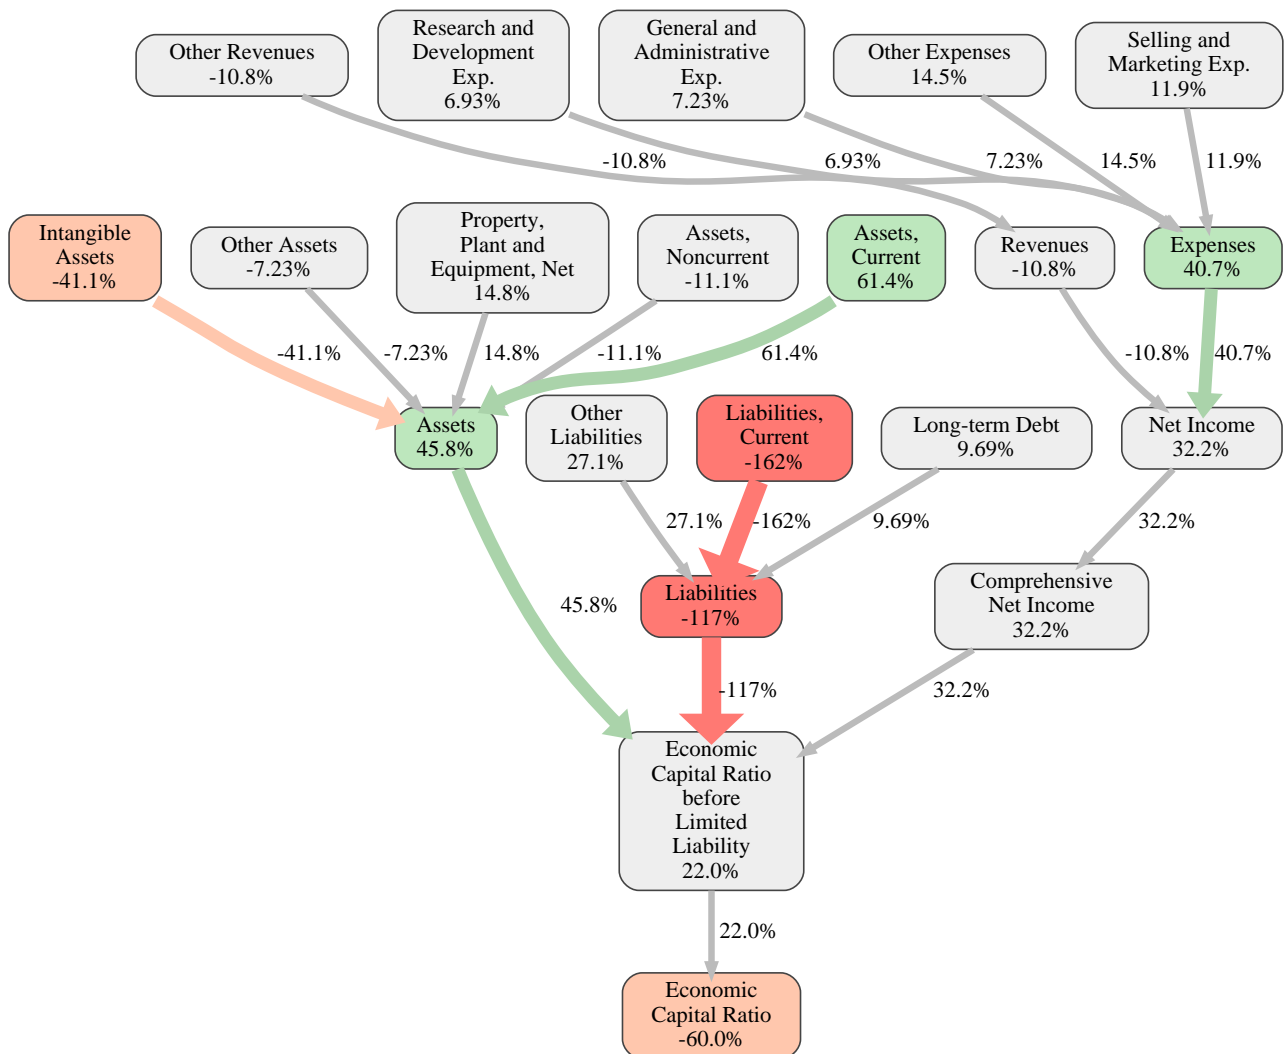 Other Revenues
-10.8%
Research and
Development
Exp.
6.93%
General and
Administrative
Exp.
7.23%
Other Expenses
14.5%
Selling and
Marketing Exp.
11.9%
-10.8%
6.93%
7.23%
14.5%
11.9%
Intangible
Assets
-41.1%
Other Assets
-7.23%
Property,
Plant and
Equipment, Net
14.8%
Assets,
Noncurrent
-11.1%
Assets,
Current
61.4%
Revenues
-10.8%
Expenses
40.7%
-41.1%
-7.23%
14.8%
-11.1%
61.4%
-10.8%
40.7%
Assets
45.8%
Other
Liabilities
27.1%
Liabilities,
Current
-162%
Long-term Debt
9.69%
Net Income
32.2%
27.1%
-162%
9.69%
32.2%
45.8%
Liabilities
-117%
Comprehensive
Net Income
32.2%
-117%
32.2%
Economic
Capital Ratio
before
Limited
Liability
22.0%
22.0%
Economic
Capital Ratio
-60.0%